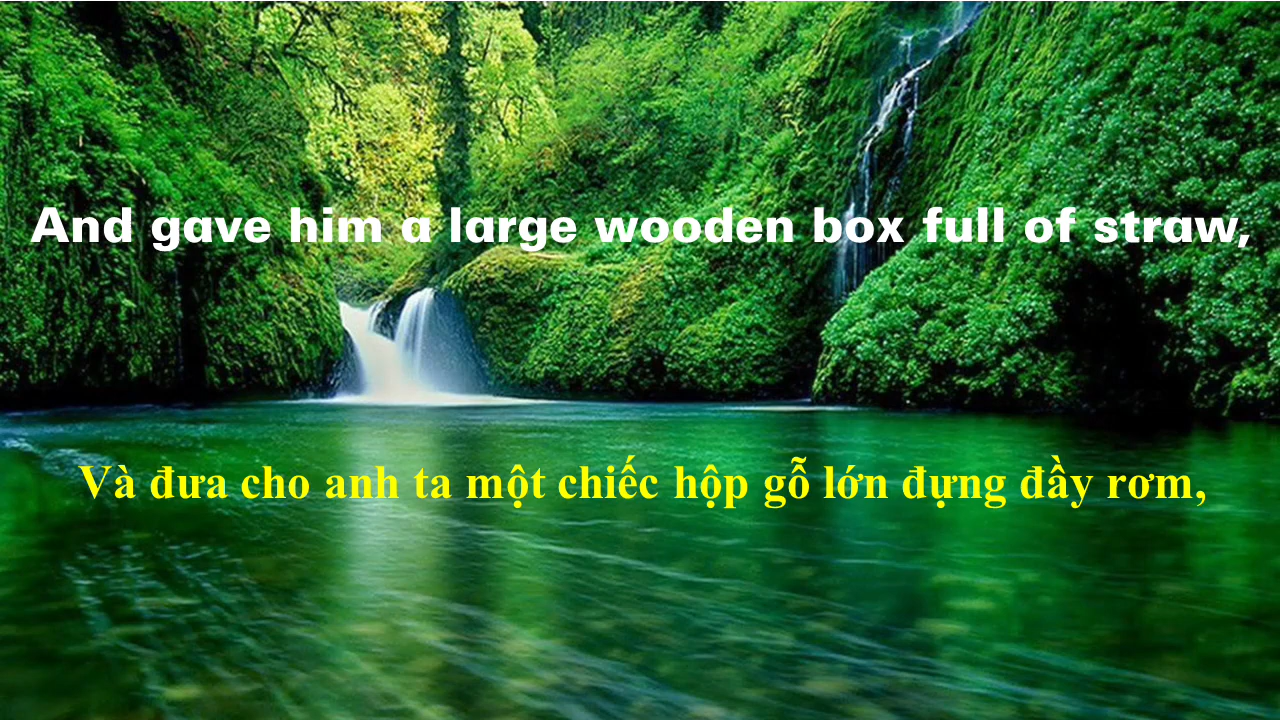 And gave him a large wooden box full of straw,
Và đưa cho anh ta một chiếc hộp gỗ lớn đựng đầy rơm,